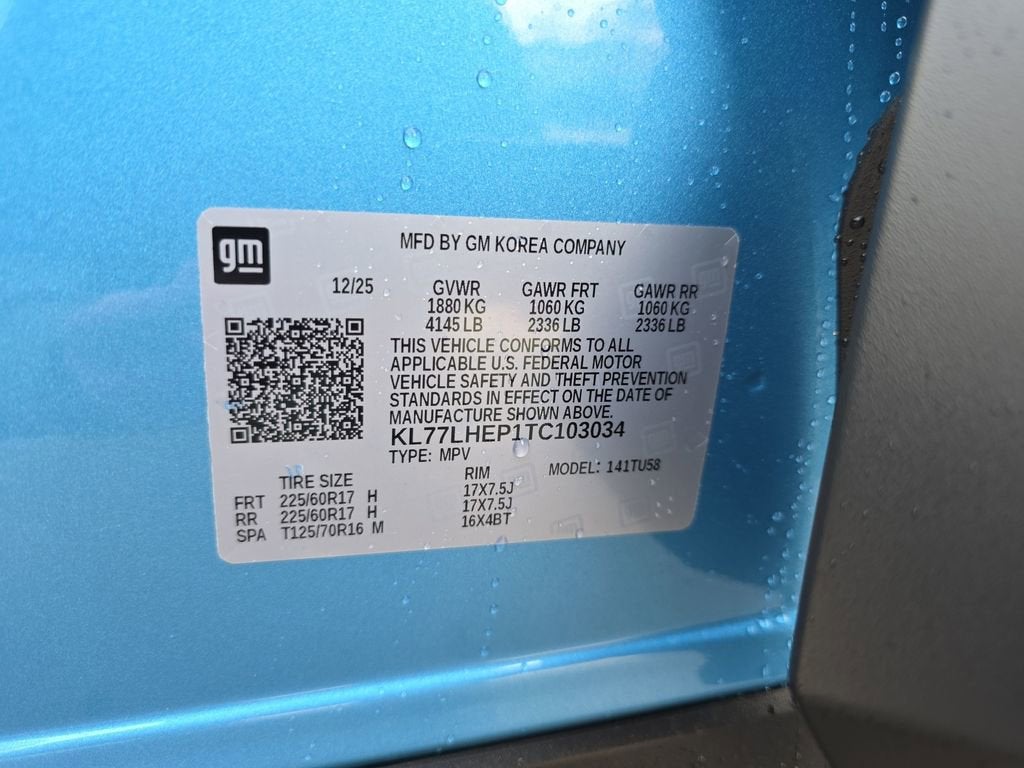 gm
MFD BY GM KOREA COMPANY
12/25 GVWR GAWR FRT GAWR RR
1880 KG 1060 KG 1060 KG
4145 LB 2336 LB 2336 LB
THIS VEHICLE CONFORMS TO ALL
APPLICABLE U.S. FEDERAL MOTOR
VEHICLE SAFETY AND THEFT PREVENTION
STANDARDS IN EFFECT ON THE DATE OF
MANUFACTURE SHOWN ABOVE.
KL77LHEP1TC103034
TYPE: MPV MODEL: 141TU58
TIRE SIZE RIM
FRT 225/60R17 H 17X7.5J
RR 225/60R17 H 17X7.5J
SPA T125/70R16 M 16X4BT